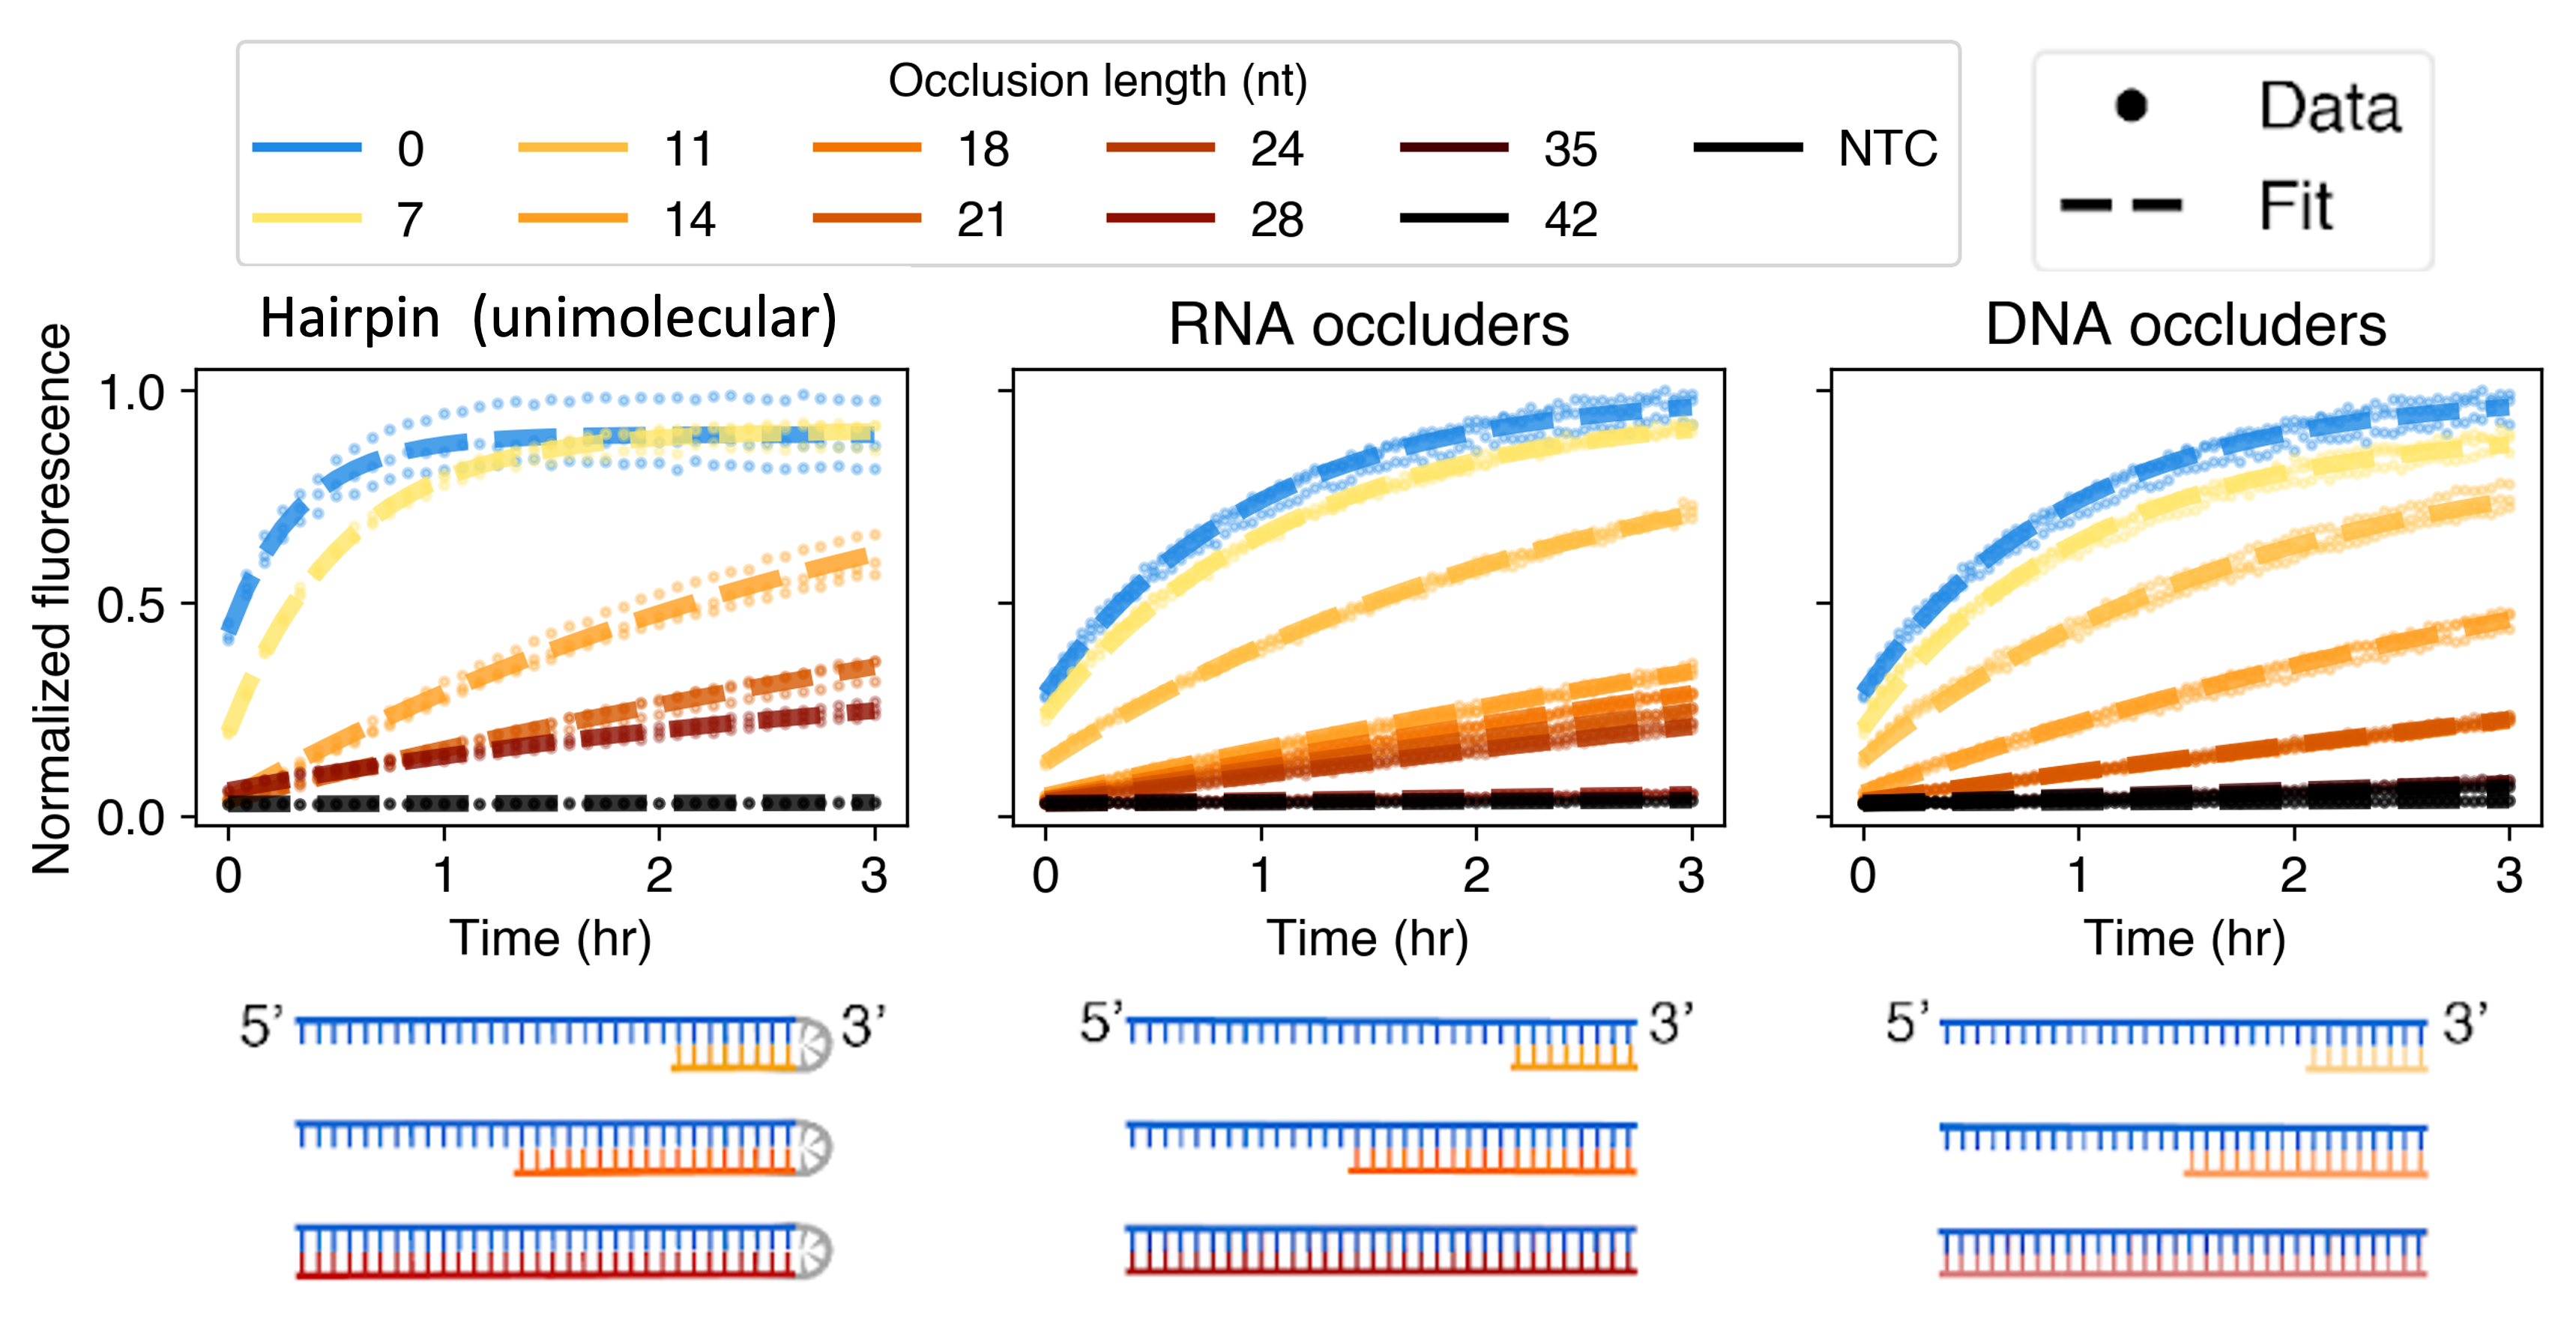 Occlusion length (nt)
0 11 18 24 35 NTC
7 14 21 28 42
Data
Fit
Hairpin (unimolecular) RNA occluders DNA occluders
Normalized fluorescence
1.0
0.5
0.0
0 1 2 3 0 1 2 3 0 1 2 3
Time (hr) Time (hr) Time (hr)
5’ 3’ 5’ 3’ 5’ 3’